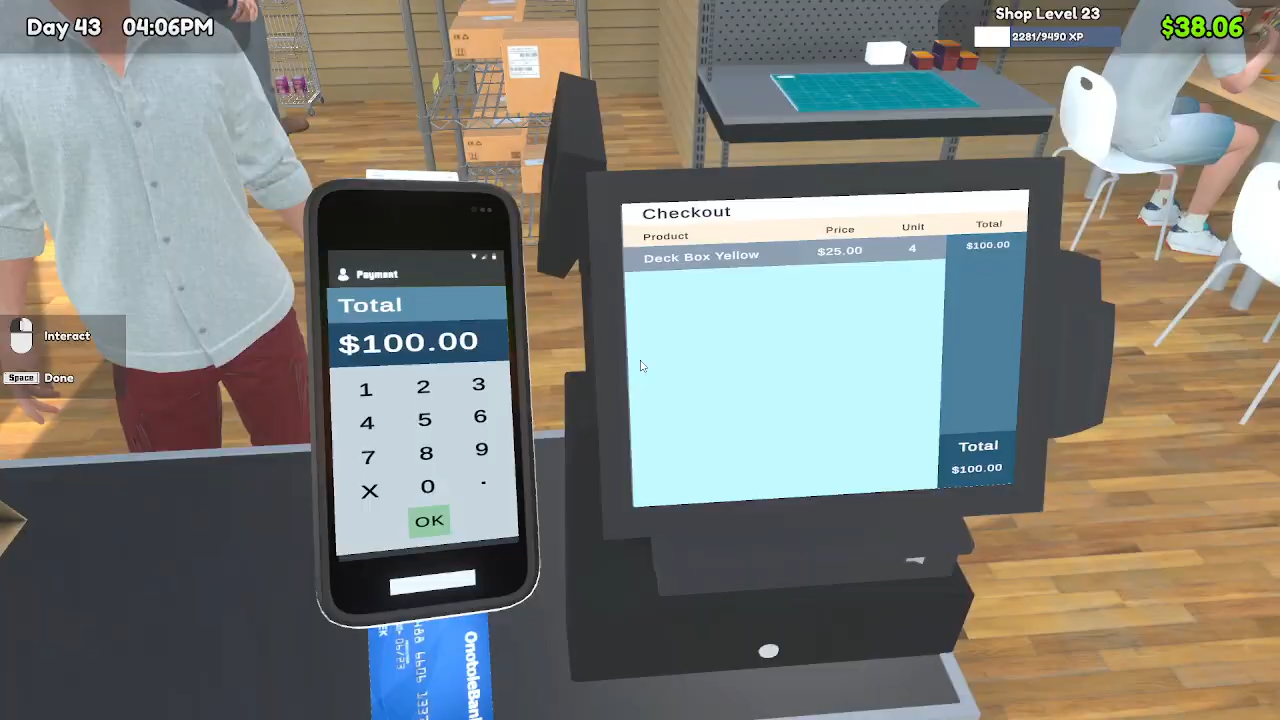 Day 43 04:06PM
Shop Level 23
2281/9490 XP
$38.06
Interact
Space Done
Payment
Total
$100.00
1 2 3
4 5 6
7 8 9
X 0 .
OK
OnotoleBank
Checkout
Product Price Unit Total
Deck Box Yellow $25.00 4 $100.00
Total
$100.00